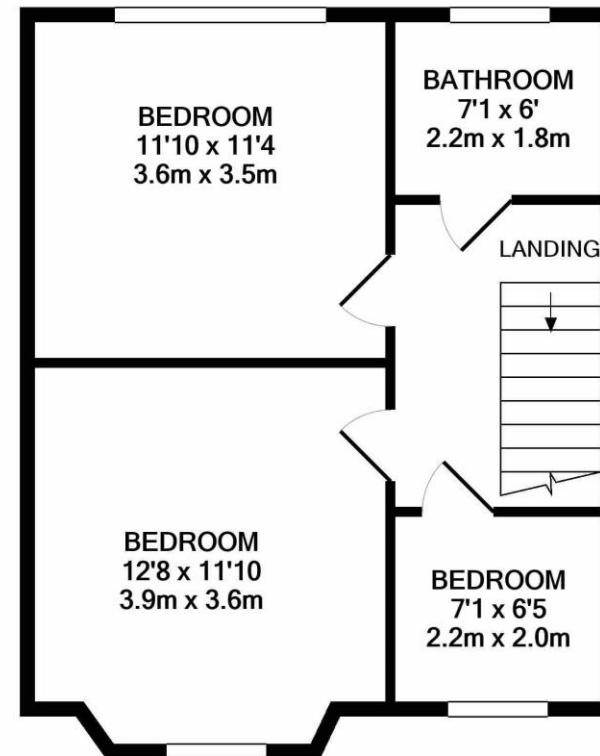 BEDROOM
11'10 x 11'4
3.6m x 3.5m
BATHROOM
7'1 x 6'
2.2m x 1.8m
LANDING
BEDROOM
12'8 x 11'10
3.9m x 3.6m
BEDROOM
7'1 x 6'5
2.2m x 2.0m